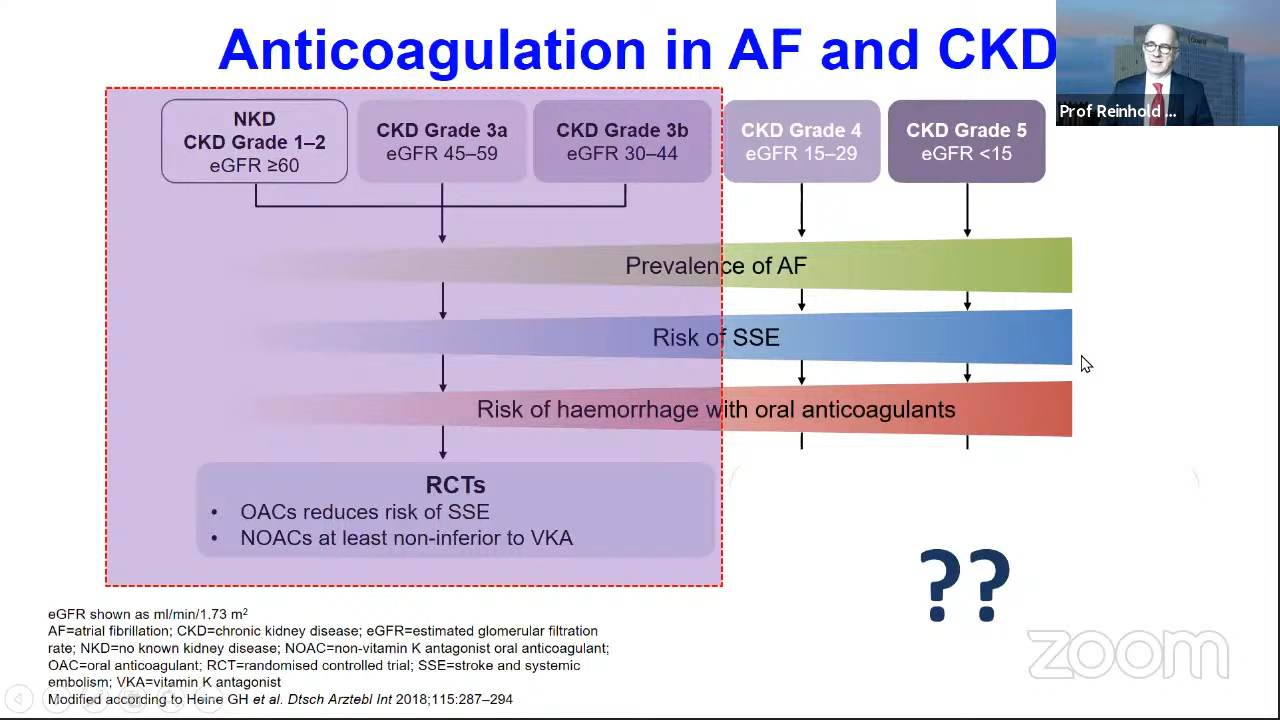 Anticoagulation in AF and CKD
Prof Reinhold ...
NKD
CKD Grade 1–2
eGFR ≥60
CKD Grade 3a
eGFR 45–59
CKD Grade 3b
eGFR 30–44
CKD Grade 4
eGFR 15–29
CKD Grade 5
eGFR <15
Prevalence of AF
Risk of SSE
Risk of haemorrhage with oral anticoagulants
RCTs
• OACs reduces risk of SSE
• NOACs at least non-inferior to VKA
??
eGFR shown as ml/min/1.73 m²
AF=atrial fibrillation; CKD=chronic kidney disease; eGFR=estimated glomerular filtration
rate; NKD=no known kidney disease; NOAC=non-vitamin K antagonist oral anticoagulant;
OAC=oral anticoagulant; RCT=randomised controlled trial; SSE=stroke and systemic
embolism; VKA=vitamin K antagonist
Modified according to Heine GH et al. Dtsch Arztebl Int 2018;115:287–294
zoom